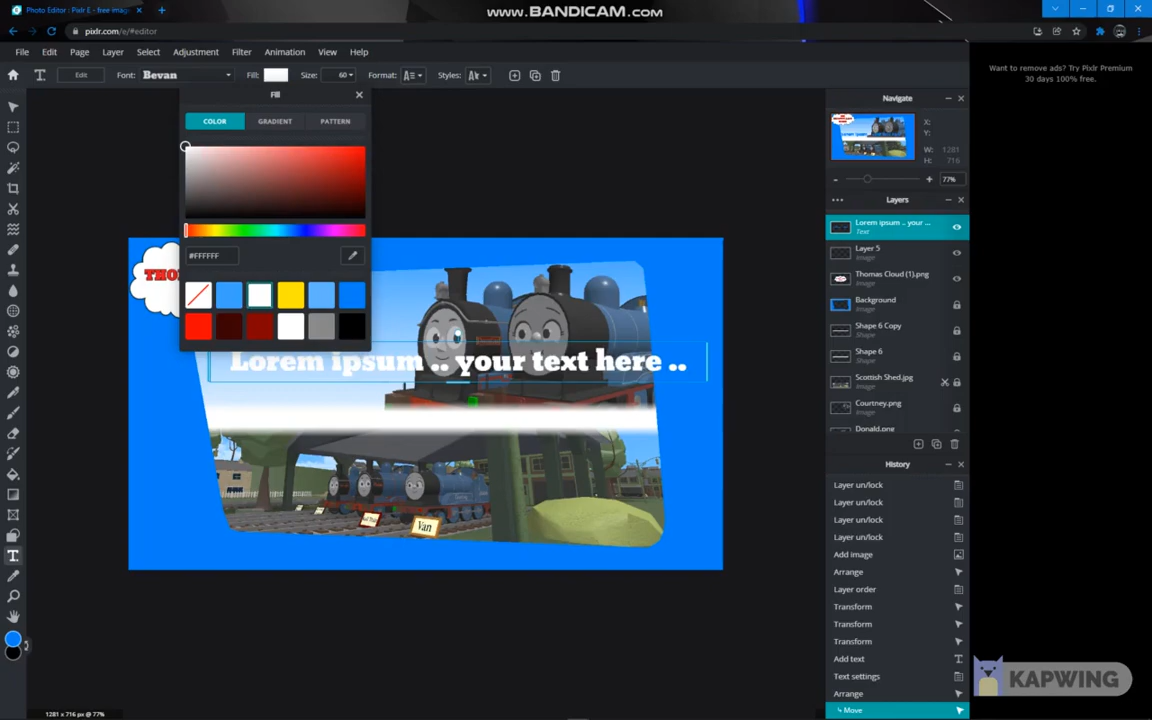 www.BANDICAM.com
Photo Editor : Pixlr E - free imag
pixlr.com/e/#editor
File Edit Page Layer Select Adjustment Filter Animation View Help
Edit Font: Bevan Fill: Size: 60 Format: Styles:
Fill
COLOR GRADIENT PATTERN
#FFFFFF
THO
Lorem ipsum .. your text here ..
Van
Want to remove ads? Try Pixlr Premium
30 days 100% free.
Navigate
X:
Y:
W: 1281
H: 716
- + 77%
Layers
Lorem ipsum .. your ...
Text
Layer 5
Image
Thomas Cloud (1).png
Image
Background
Image
Shape 6 Copy
Shape
Shape 6
Shape
Scottish Shed.jpg
Image
Courtney.png
Image
Donald.png
History
Layer un/lock
Layer un/lock
Layer un/lock
Layer un/lock
Add image
Arrange
Layer order
Transform
Transform
Transform
Add text
Text settings
Arrange
Move
1281 x 716 px @ 77%
KAPWING